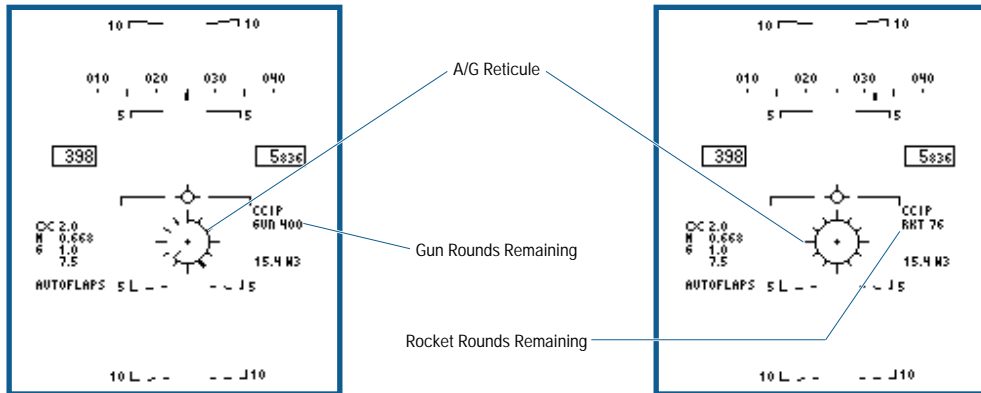 10 10
010 020 030 040
5 5
398 5836
CCIP
GUN 400
α 2.0
M 0.668
G 1.0
7.5
15.4 W3
AUTOFLAPS 5 5
10 10
A/G Reticule
Gun Rounds Remaining
Rocket Rounds Remaining
10 10
010 020 030 040
5 5
398 5836
CCIP
RKT 76
α 2.0
M 0.668
G 1.0
7.5
15.4 W3
AUTOFLAPS 5 5
10 10